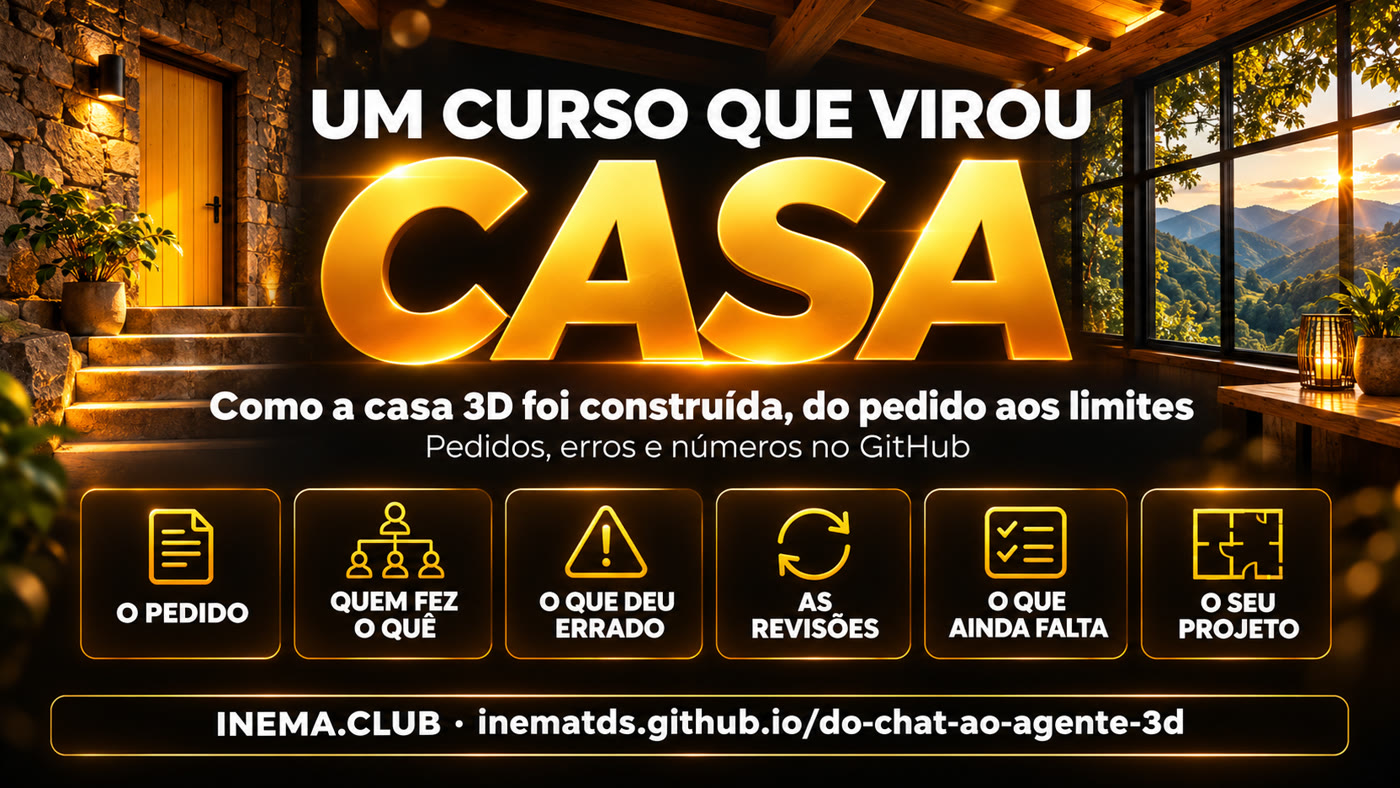 UM CURSO QUE VIROU
CASA
Como a casa 3D foi construída, do pedido aos limites
Pedidos, erros e números no GitHub
O PEDIDO
QUEM FEZ
O QUÊ
O QUE DEU
ERRADO
AS
REVISÕES
O QUE
AINDA FALTA
O SEU
PROJETO
INEMA.CLUB · inematds.github.io/do-chat-ao-agente-3d